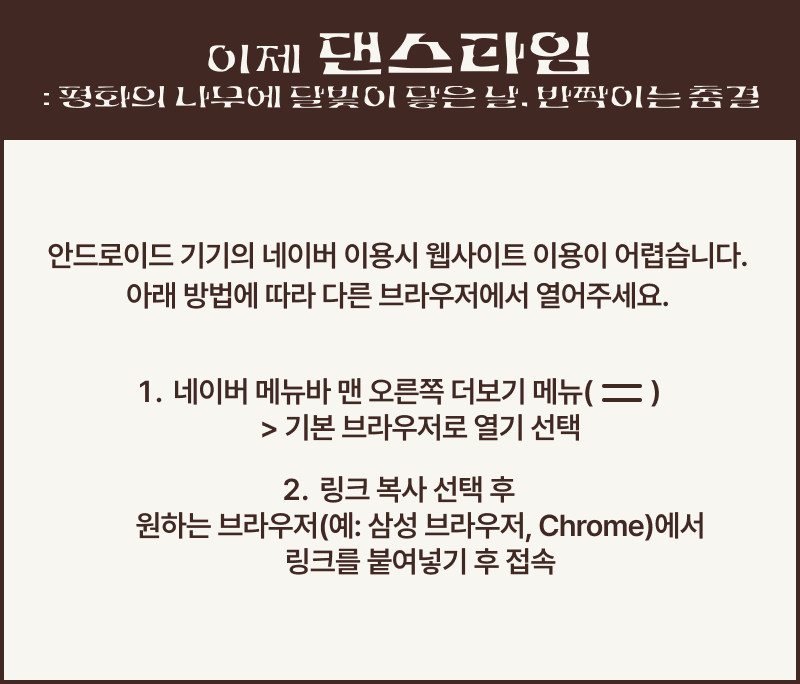 이제 댄스타임
: 평화의 나무에 달빛이 닿은 날, 반짝이는 춤결
안드로이드 기기의 네이버 이용시 웹사이트 이용이 어렵습니다.
아래 방법에 따라 다른 브라우저에서 열어주세요.
1. 네이버 메뉴바 맨 오른쪽 더보기 메뉴( = )
> 기본 브라우저로 열기 선택
2. 링크 복사 선택 후
원하는 브라우저(예: 삼성 브라우저, Chrome)에서
링크를 붙여넣기 후 접속